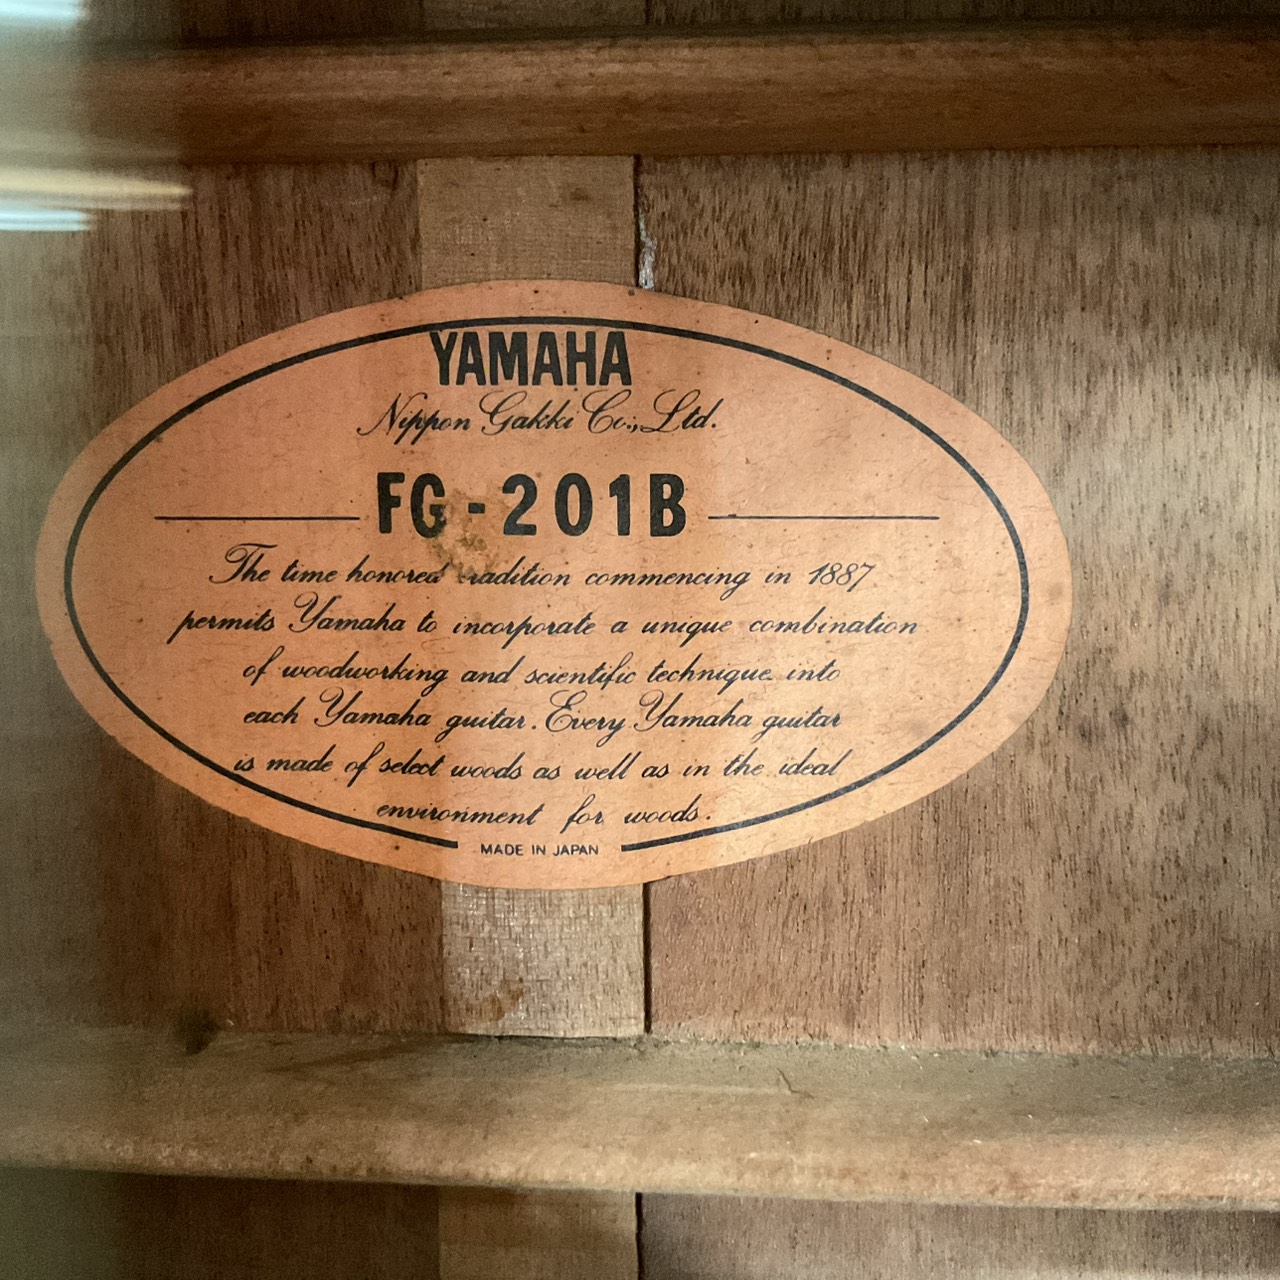 YAMAHA
Nippon Gakki Co., Ltd.
FG-201B
The time honored tradition commencing in 1887
permits Yamaha to incorporate a unique combination
of woodworking and scientific technique into
each Yamaha guitar. Every Yamaha guitar
is made of select woods as well as in the ideal
environment for woods.
MADE IN JAPAN